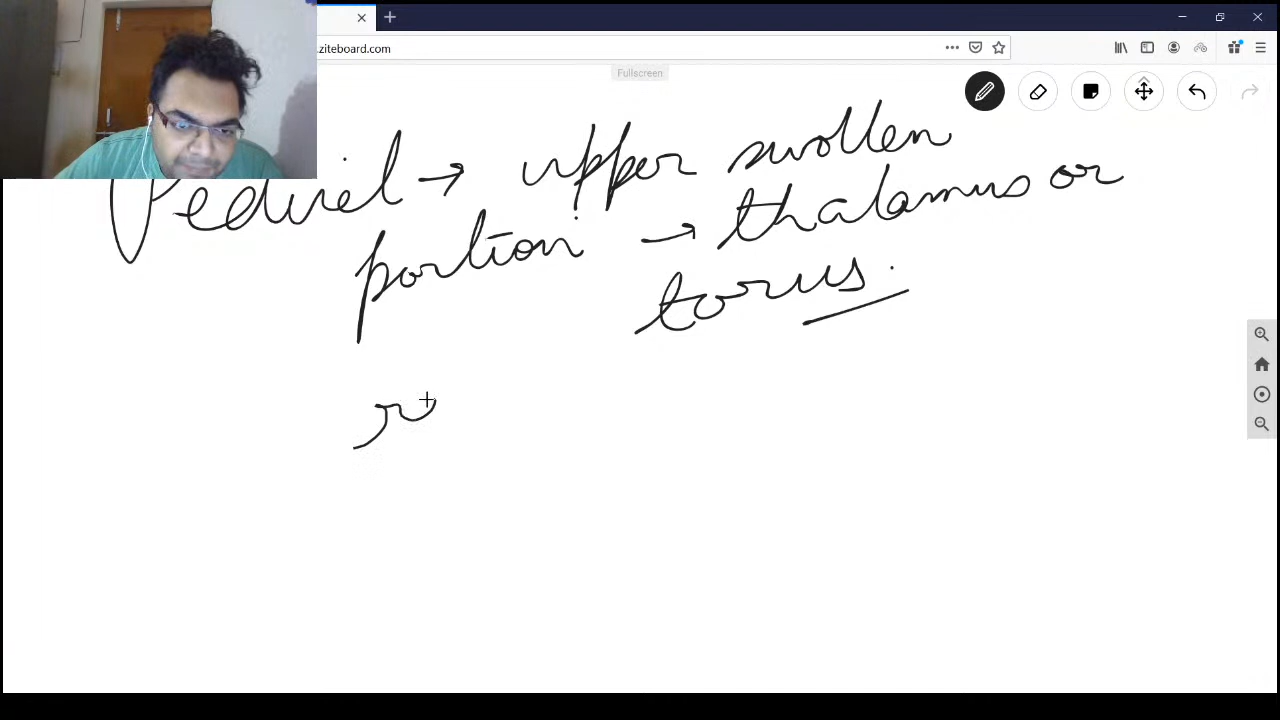 .ziteboard.com
Fullscreen
Pedicel → upper swollen
portion → thalamus or
torus.